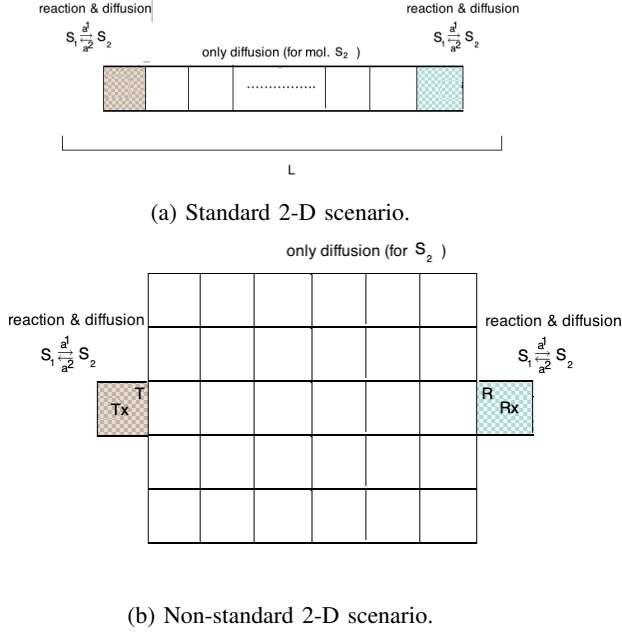 reaction & diffusion reaction & diffusion
S1 a1 ⇄ a2 S2 S1 a1 ⇄ a2 S2
only diffusion (for mol. S2 )
................
L
(a) Standard 2-D scenario.
only diffusion (for S2 )
reaction & diffusion reaction & diffusion
S1 a1 ⇄ a2 S2 S1 a1 ⇄ a2 S2
T R
Tx Rx
(b) Non-standard 2-D scenario.